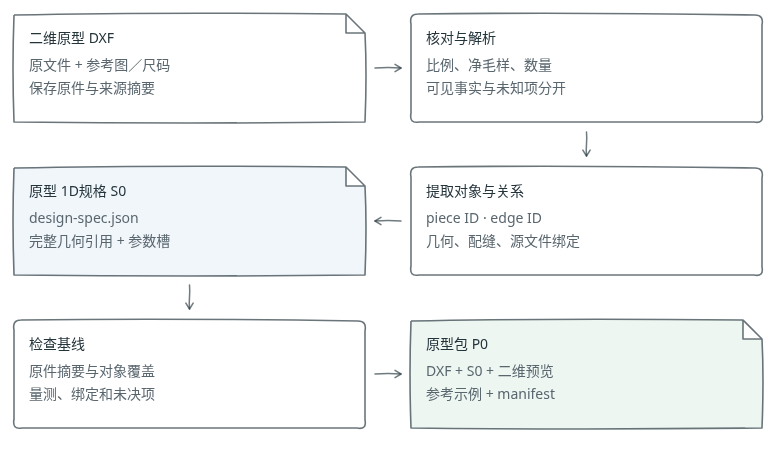 二维原型 DXF
原文件 + 参考图／尺码
保存原件与来源摘要
核对与解析
比例、净毛样、数量
可见事实与未知项分开
提取对象与关系
piece ID · edge ID
几何、配缝、源文件绑定
原型 1D规格 S0
design-spec.json
完整几何引用 + 参数槽
检查基线
原件摘要与对象覆盖
量测、绑定和未决项
原型包 P0
DXF + S0 + 二维预览
参考示例 + manifest